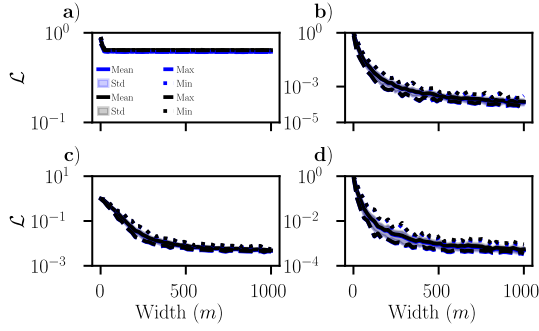 a)
b)
10^0
ℒ
10^-1
Mean
Max
Std
Min
Mean
Max
Std
Min
10^0
10^-3
10^-5
c)
d)
10^1
ℒ
10^-1
10^-3
0
500
1000
Width (m)
10^0
10^-2
10^-4
0
500
1000
Width (m)